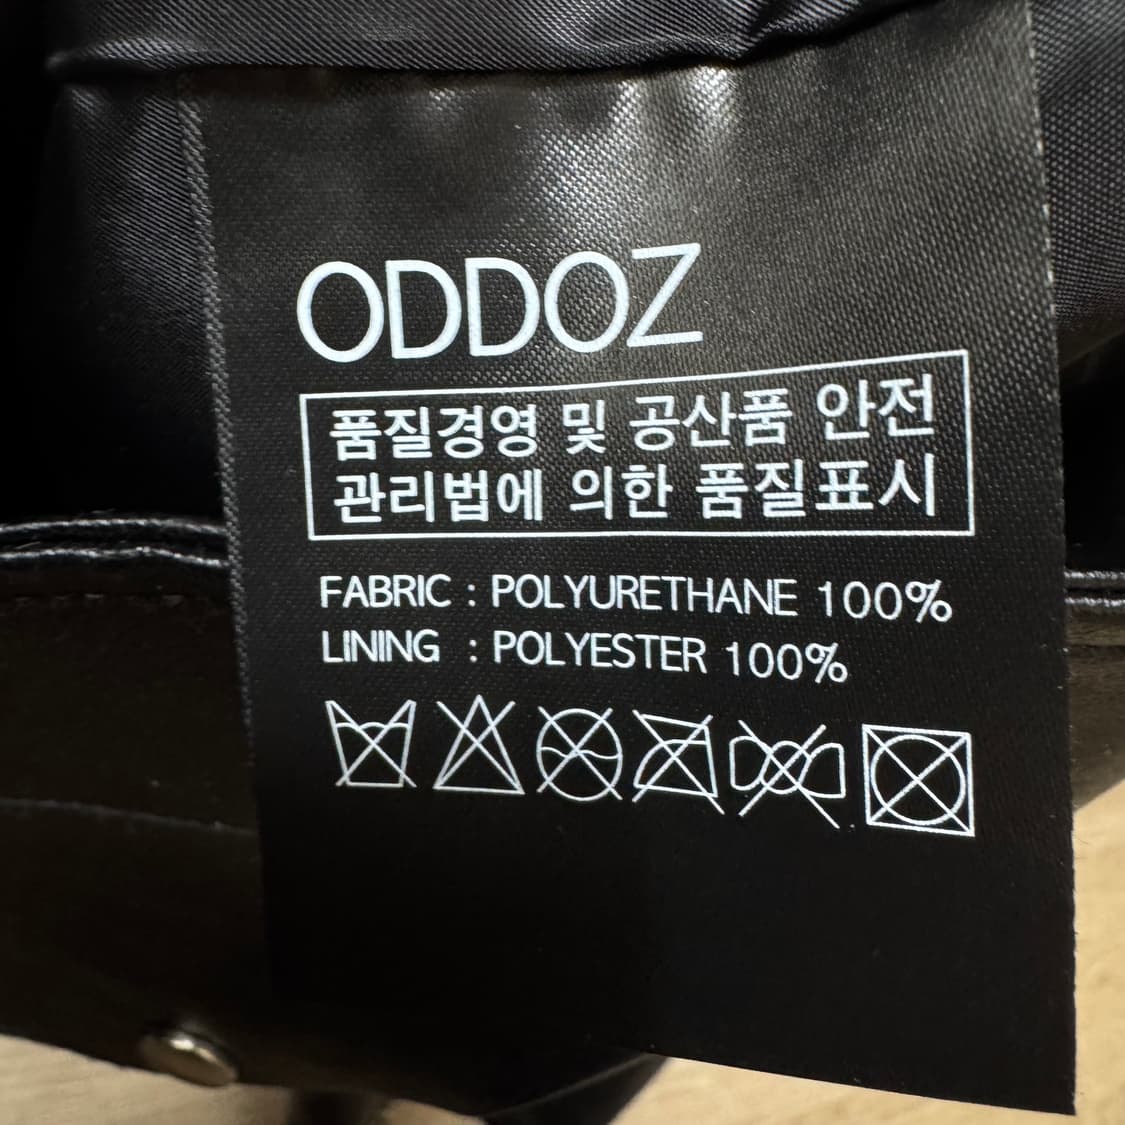 ODDOZ
품질경영 및 공산품 안전
관리법에 의한 품질표시
FABRIC : POLYURETHANE 100%
LINING : POLYESTER 100%